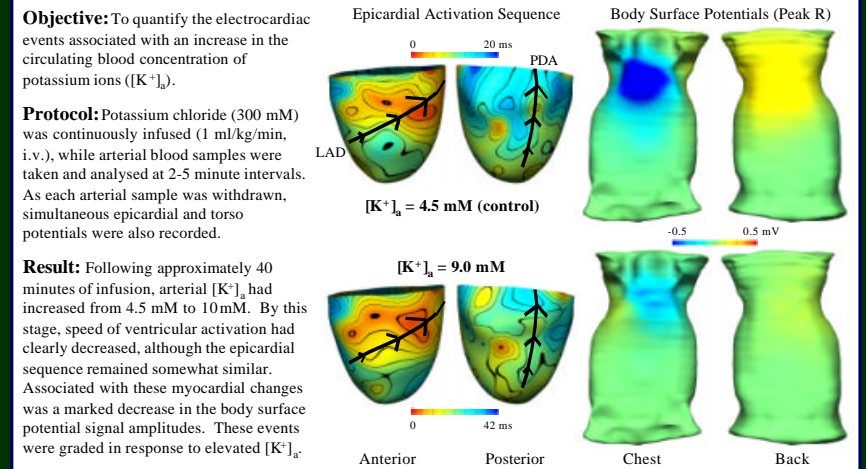 Objective: To quantify the electrocardiac
events associated with an increase in the
circulating blood concentration of
potassium ions ([K⁺]ₐ).
Protocol: Potassium chloride (300 mM)
was continuously infused (1 ml/kg/min,
i.v.), while arterial blood samples were
taken and analysed at 2-5 minute intervals.
As each arterial sample was withdrawn,
simultaneous epicardial and torso
potentials were also recorded.
Result: Following approximately 40
minutes of infusion, arterial [K⁺]ₐ had
increased from 4.5 mM to 10mM. By this
stage, speed of ventricular activation had
clearly decreased, although the epicardial
sequence remained somewhat similar.
Associated with these myocardial changes
was a marked decrease in the body surface
potential signal amplitudes. These events
were graded in response to elevated [K⁺]ₐ.
Epicardial Activation Sequence
0 20 ms
PDA
LAD
[K⁺]ₐ = 4.5 mM (control)
[K⁺]ₐ = 9.0 mM
0 42 ms
Anterior Posterior
Body Surface Potentials (Peak R)
-0.5 0.5 mV
Chest Back